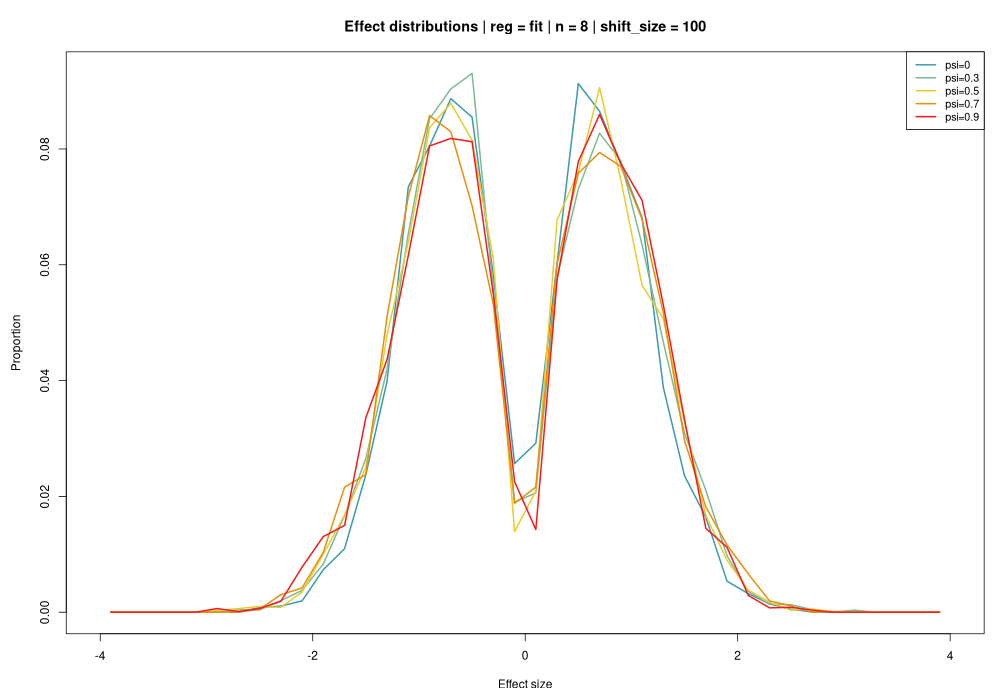 Effect distributions | reg = fit | n = 8 | shift_size = 100
psi=0
psi=0.3
psi=0.5
psi=0.7
psi=0.9
Proportion
0.08
0.06
0.04
0.02
0.00
-4
-2
0
2
4
Effect size